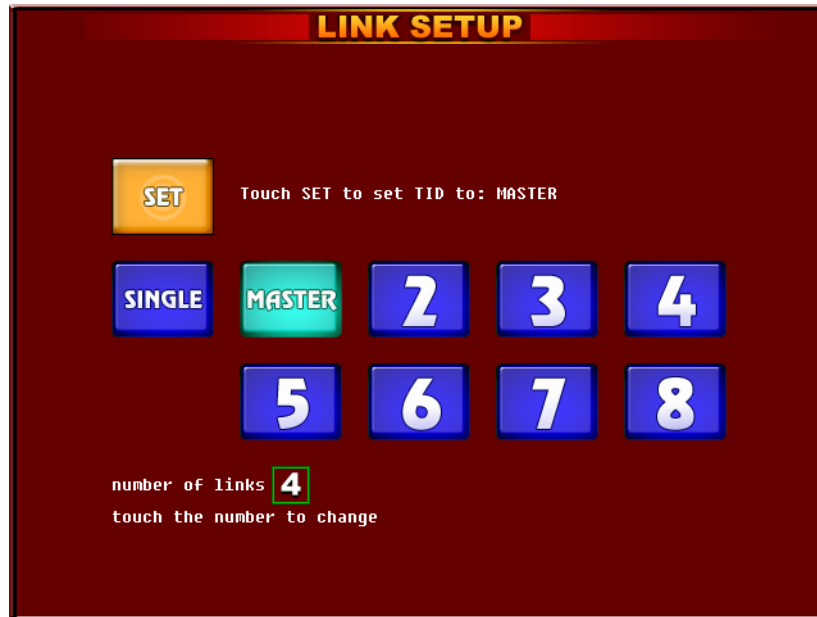 LINK SETUP
SET
Touch SET to set TID to: MASTER
SINGLE MASTER 2 3 4
5 6 7 8
number of links 4
touch the number to change